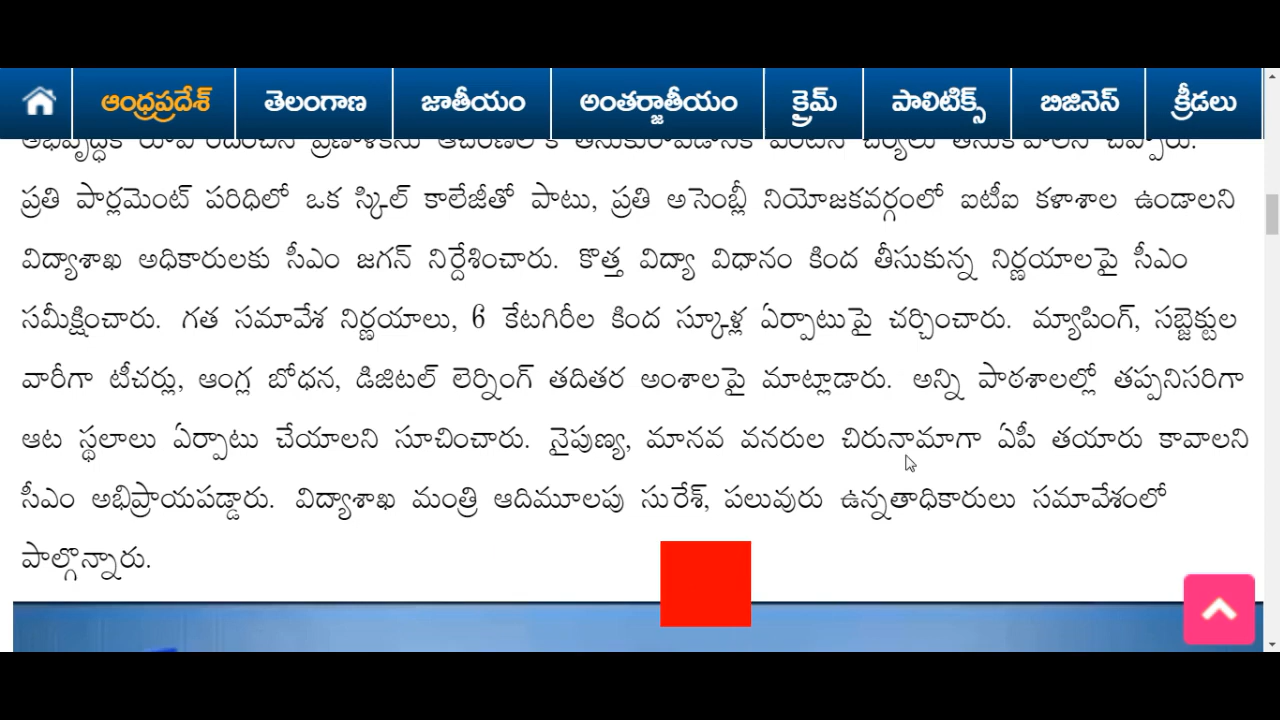 ఆంధ్రప్రదేశ్ తెలంగాణ జాతీయం అంతర్జాతీయం క్రైమ్ పాలిటిక్స్ బిజినెస్ క్రీడలు
ప్రతి పార్లమెంట్ పరిధిలో ఒక స్కిల్ కాలేజీతో పాటు, ప్రతి అసెంబ్లీ నియోజకవర్గంలో ఐటీఐ కళాశాల ఉండాలని
విద్యాశాఖ అధికారులకు సీఎం జగన్ నిర్దేశించారు. కొత్త విద్యా విధానం కింద తీసుకున్న నిర్ణయాలపై సీఎం
సమీక్షించారు. గత సమావేశ నిర్ణయాలు, 6 కేటగిరీల కింద స్కూళ్ల ఏర్పాటుపై చర్చించారు. మ్యాపింగ్, సబ్జెక్టుల
వారీగా టీచర్లు, ఆంగ్ల బోధన, డిజిటల్ లెర్నింగ్ తదితర అంశాలపై మాట్లాడారు. అన్ని పాఠశాలల్లో తప్పనిసరిగా
ఆట స్థలాలు ఏర్పాటు చేయాలని సూచించారు. నైపుణ్య, మానవ వనరుల చిరునామాగా ఏపీ తయారు కావాలని
సీఎం అభిప్రాయపడ్డారు. విద్యాశాఖ మంత్రి ఆదిమూలపు సురేశ్, పలువురు ఉన్నతాధికారులు సమావేశంలో
పాల్గొన్నారు.